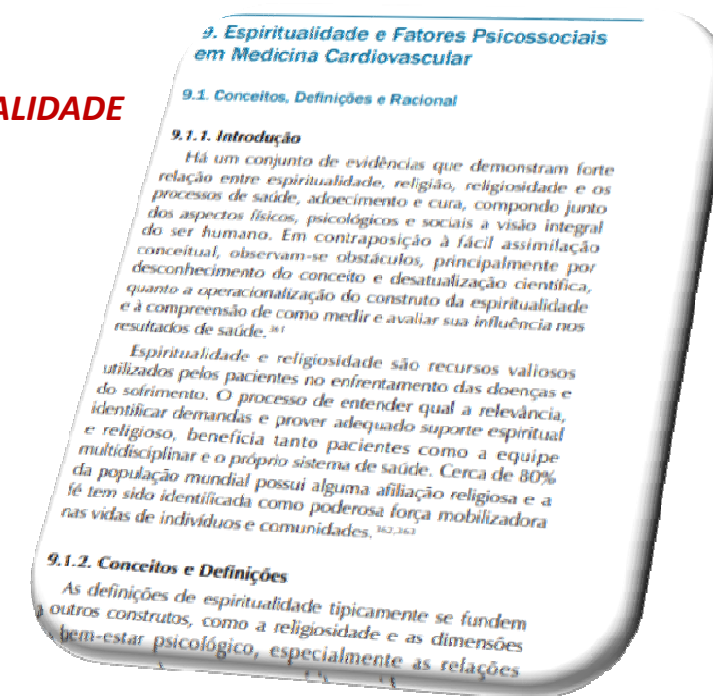 ALIDADE
9. Espiritualidade e Fatores Psicossociais
em Medicina Cardiovascular
9.1. Conceitos, Definições e Racional
9.1.1. Introdução
Há um conjunto de evidências que demonstram forte
relação entre espiritualidade, religião, religiosidade e os
processos de saúde, adoecimento e cura, compondo junto
dos aspectos físicos, psicológicos e sociais a visão integral
do ser humano. Em contraposição à fácil assimilação
conceitual, observam-se obstáculos, principalmente por
desconhecimento do conceito e desatualização científica,
quanto a operacionalização do construto da espiritualidade
e à compreensão de como medir e avaliar sua influência nos
resultados de saúde.³⁶¹
Espiritualidade e religiosidade são recursos valiosos
utilizados pelos pacientes no enfrentamento das doenças e
do sofrimento. O processo de entender qual a relevância,
identificar demandas e prover adequado suporte espiritual
e religioso, beneficia tanto pacientes como a equipe
multidisciplinar e o próprio sistema de saúde. Cerca de 80%
da população mundial possui alguma afiliação religiosa e a
fé tem sido identificada como poderosa força mobilizadora
nas vidas de indivíduos e comunidades.³⁶²,³⁶³
9.1.2. Conceitos e Definições
As definições de espiritualidade tipicamente se fundem
a outros construtos, como a religiosidade e as dimensões
bem-estar psicológico, especialmente as relações